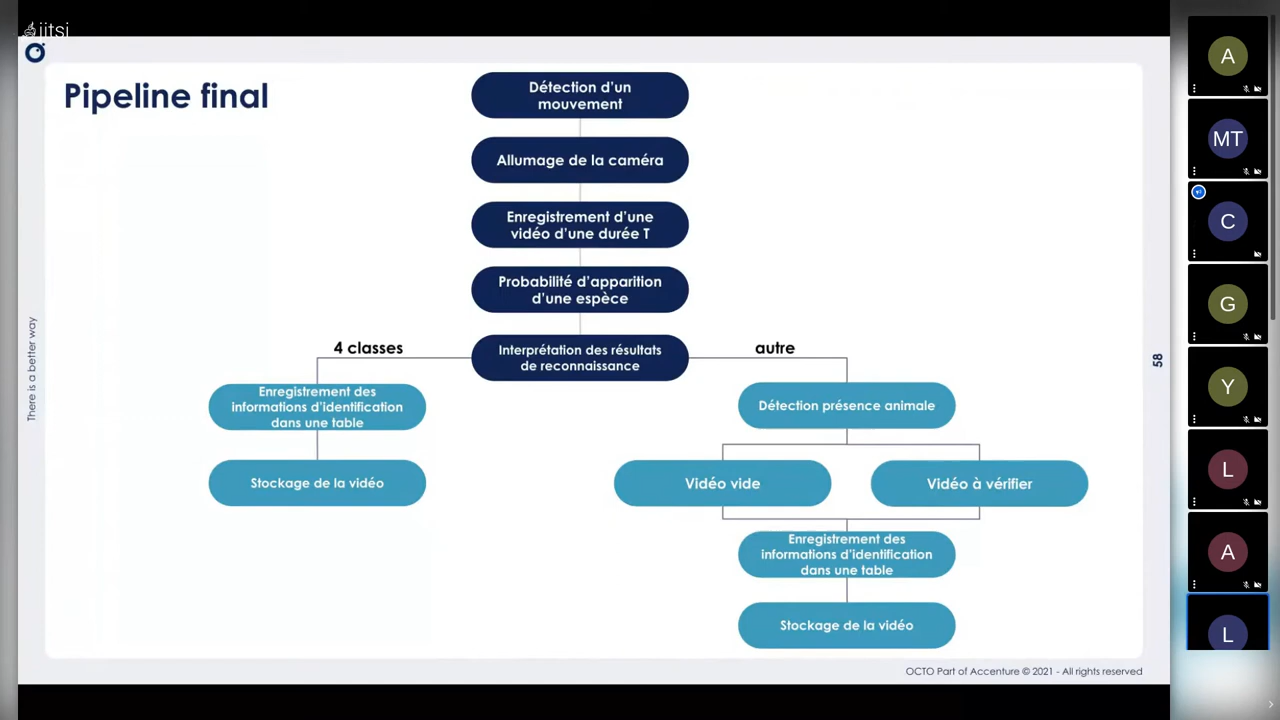 jitsi
Pipeline final
Détection d'un
mouvement
Allumage de la caméra
Enregistrement d'une
vidéo d'une durée T
Probabilité d'apparition
d'une espèce
Interprétation des résultats
de reconnaissance
4 classes
autre
Enregistrement des
informations d'identification
dans une table
Stockage de la vidéo
Détection présence animale
Vidéo vide
Vidéo à vérifier
Enregistrement des
informations d'identification
dans une table
Stockage de la vidéo
There is a better way
58
OCTO Part of Accenture © 2021 - All rights reserved
A
MT
C
G
Y
L
A
L